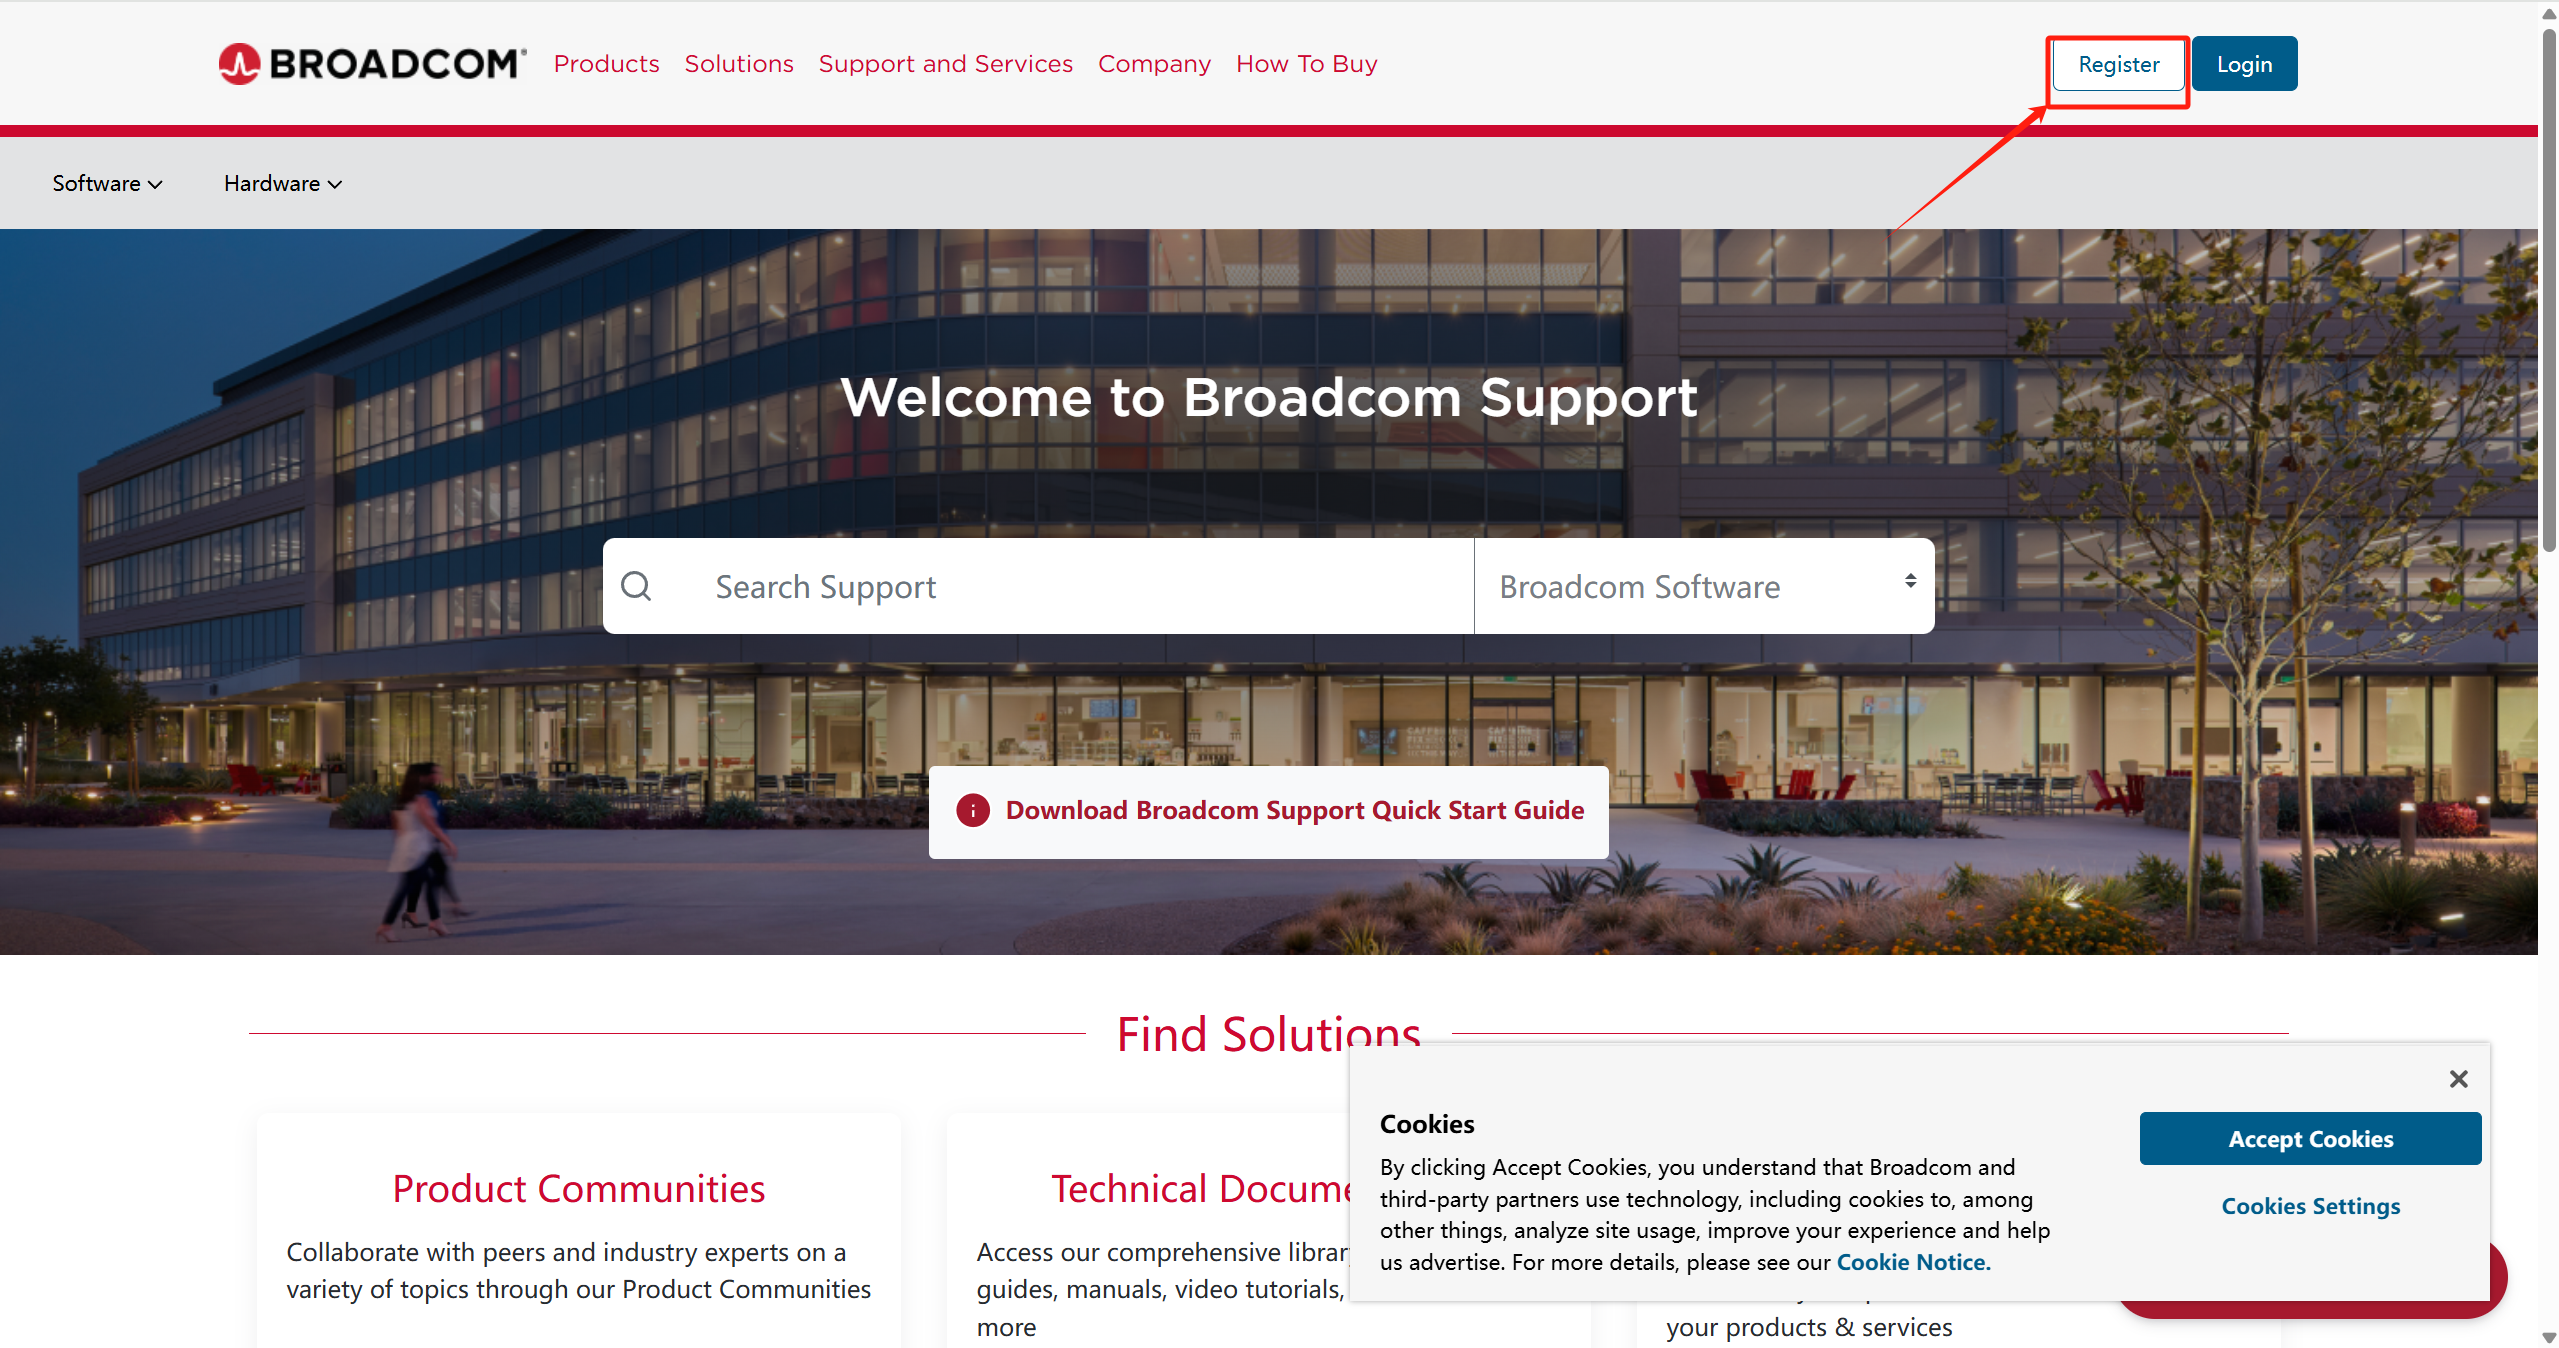 BROADCOM
Products Solutions Support and Services Company How To Buy
Register Login
Software Hardware
Welcome to Broadcom Support
Search Support Broadcom Software
Download Broadcom Support Quick Start Guide
Find Solutions
Product Communities
Collaborate with peers and industry experts on a
variety of topics through our Product Communities
Technical Docume
Access our comprehensive librar
guides, manuals, video tutorials,
more
your products & services
Cookies
By clicking Accept Cookies, you understand that Broadcom and
third-party partners use technology, including cookies to, among
other things, analyze site usage, improve your experience and help
us advertise. For more details, please see our Cookie Notice.
Accept Cookies
Cookies Settings